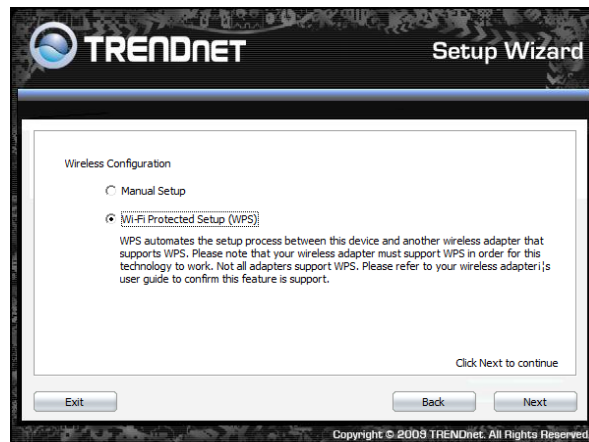 TRENDNET
Setup Wizard
Wireless Configuration
Manual Setup
Wi-Fi Protected Setup (WPS)
WPS automates the setup process between this device and another wireless adapter that
supports WPS. Please note that your wireless adapter must support WPS in order for this
technology to work. Not all adapters support WPS. Please refer to your wireless adapteri¦s
user guide to confirm this feature is support.
Click Next to continue
Exit
Back
Next
Copyright © 2009 TRENDnet. All Rights Reserved